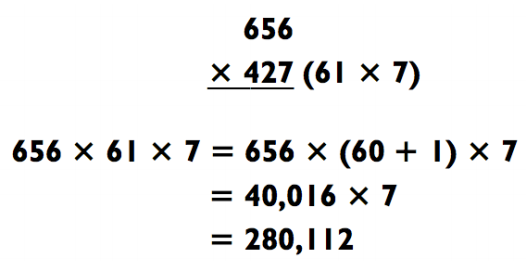 656
× 427 (61 × 7)
656 × 61 × 7 = 656 × (60 + 1) × 7
= 40,016 × 7
= 280,112